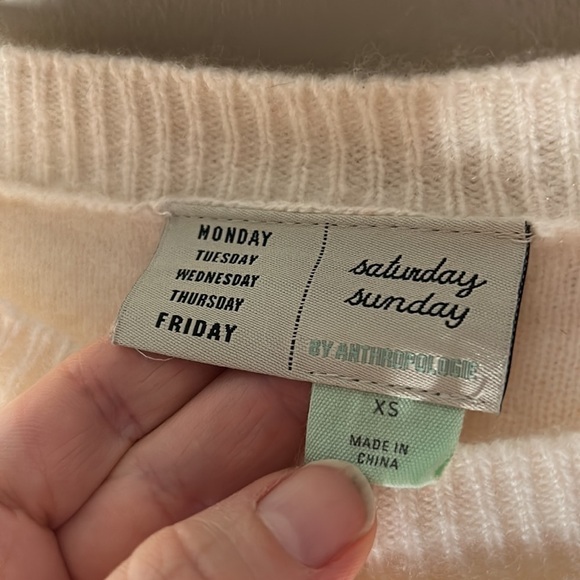 MONDAY
TUESDAY
WEDNESDAY
THURSDAY
FRIDAY
saturday
sunday
BY ANTHROPOLOGIE
XS
MADE IN
CHINA